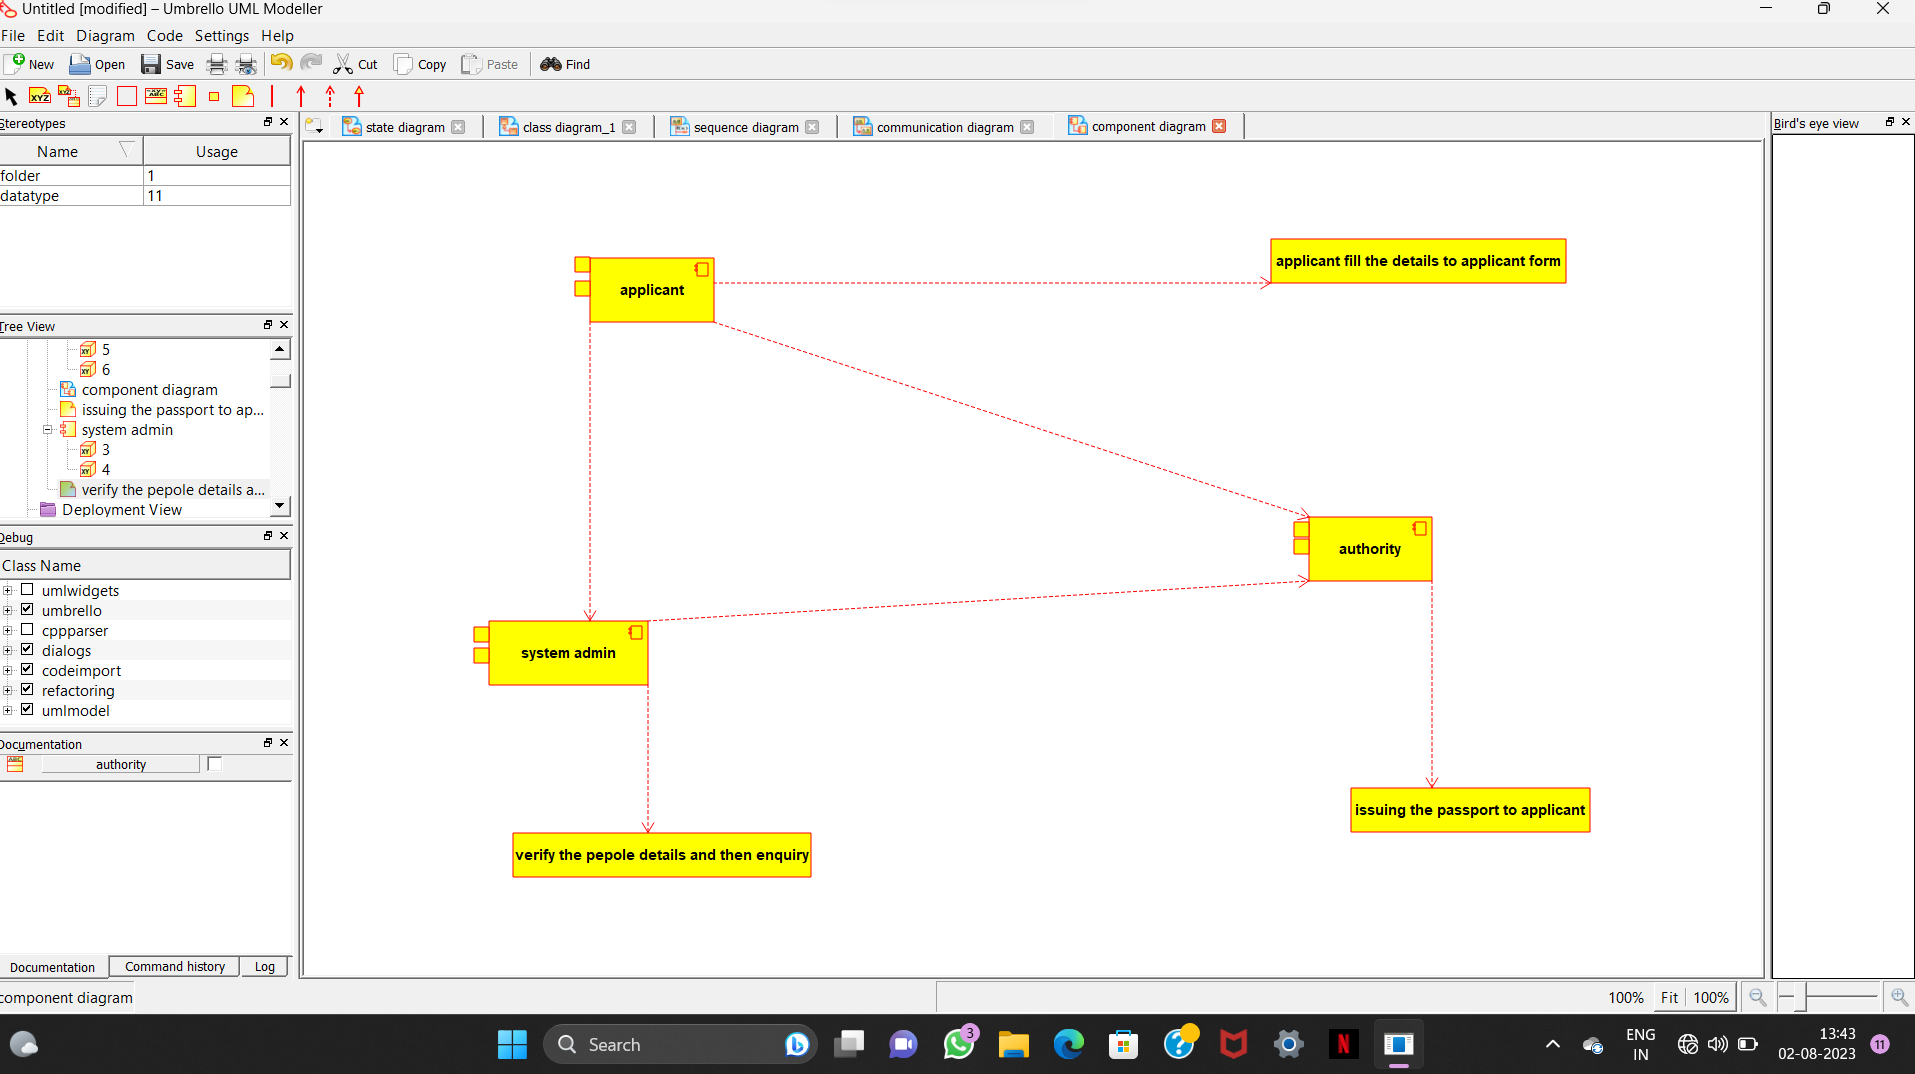 Untitled [modified] – Umbrello UML Modeller
File Edit Diagram Code Settings Help
New Open Save Cut Copy Paste Find
XYZ
Stereotypes
Name Usage
folder 1
datatype 11
state diagram class diagram_1 sequence diagram communication diagram component diagram
Bird's eye view
Tree View
5
6
component diagram
issuing the passport to ap...
system admin
3
4
verify the pepole details a...
Deployment View
Debug
Class Name
umlwidgets
umbrello
cppparser
dialogs
codeimport
refactoring
umlmodel
Documentation
authority
Documentation Command history Log
applicant
applicant fill the details to applicant form
authority
system admin
issuing the passport to applicant
verify the pepole details and then enquiry
component diagram
100% Fit 100%
Search
3
ENG
IN
13:43
02-08-2023
11